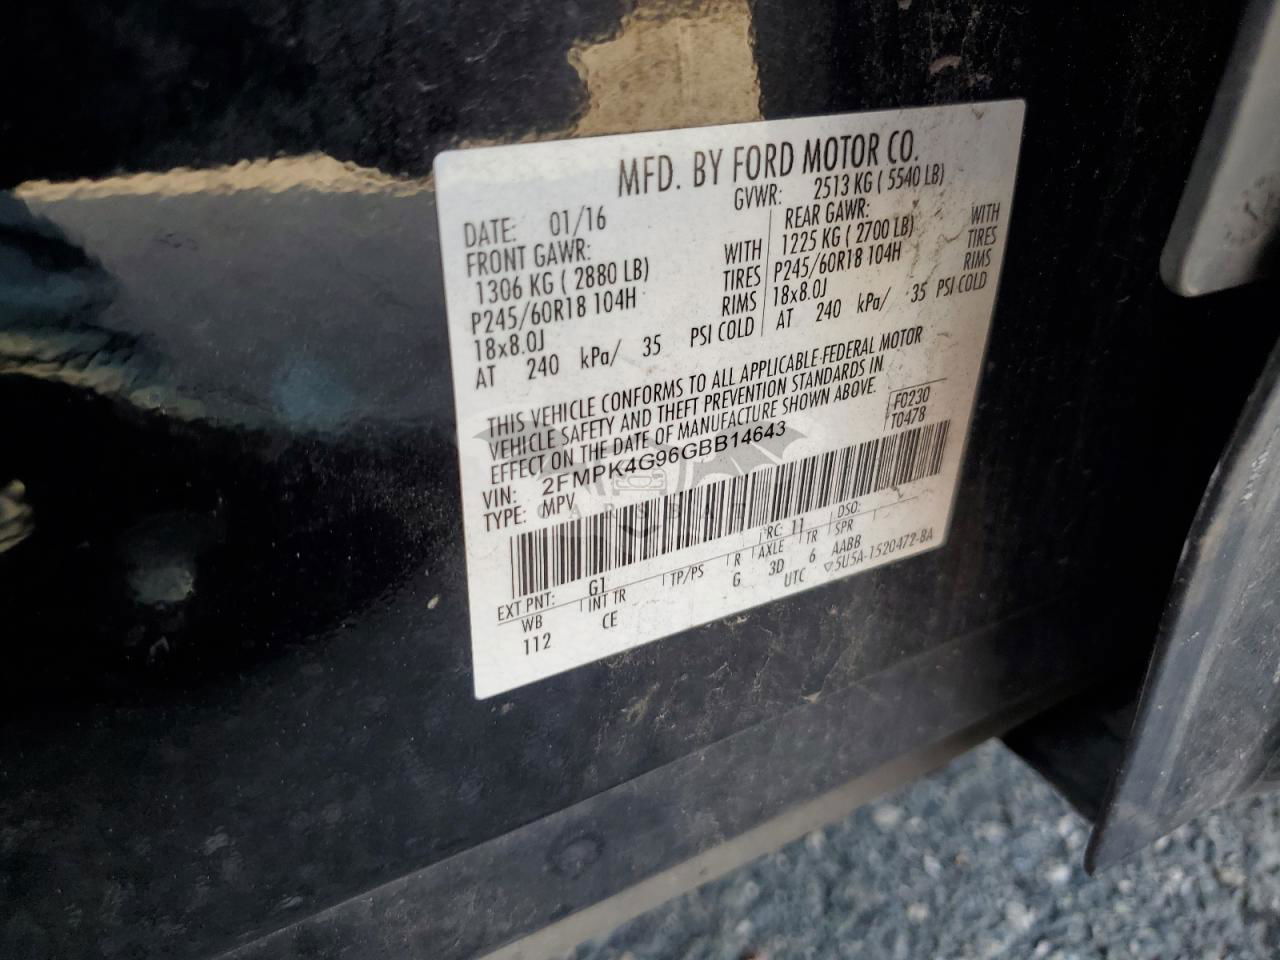 MFD. BY FORD MOTOR CO.
DATE: 01/16 GVWR: 2513 KG ( 5540 LB)
FRONT GAWR: REAR GAWR:
1306 KG ( 2880 LB) WITH 1225 KG ( 2700 LB) WITH
P245/60R18 104H TIRES P245/60R18 104H TIRES
18x8.0J RIMS 18x8.0J RIMS
AT 240 kPa/ 35 PSI COLD AT 240 kPa/ 35 PSI COLD
THIS VEHICLE CONFORMS TO ALL APPLICABLE FEDERAL MOTOR
VEHICLE SAFETY AND THEFT PREVENTION STANDARDS IN
EFFECT ON THE DATE OF MANUFACTURE SHOWN ABOVE.
F0230
T0478
VIN: 2FMPK4G96GBB14643
TYPE: MPV
CARSBAT
EXT PNT: G1 RC: 11 DSO:
WB INT TR TP/PS R AXLE TR SPR
112 CE G 3D 6 AABB
UTC ▽5U5A-1520472-BA